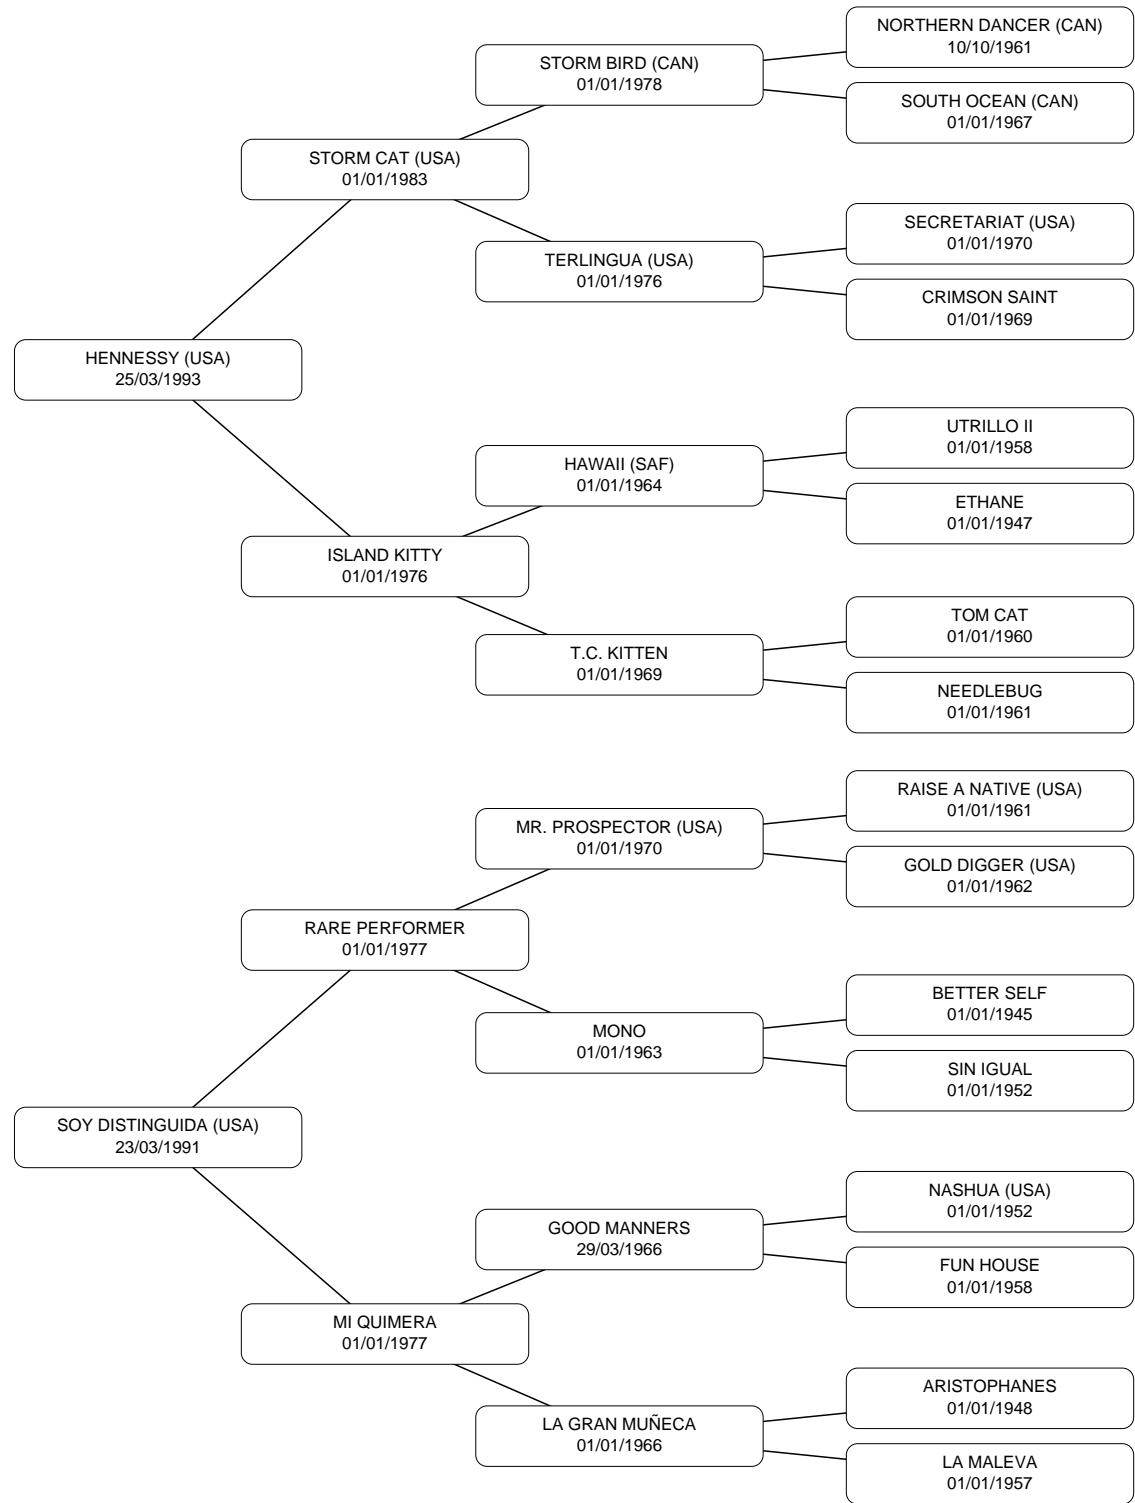 NORTHERN DANCER (CAN)
10/10/1961
STORM BIRD (CAN)
01/01/1978
SOUTH OCEAN (CAN)
01/01/1967
STORM CAT (USA)
01/01/1983
SECRETARIAT (USA)
01/01/1970
TERLINGUA (USA)
01/01/1976
CRIMSON SAINT
01/01/1969
HENNESSY (USA)
25/03/1993
UTRILLO II
01/01/1958
HAWAII (SAF)
01/01/1964
ETHANE
01/01/1947
ISLAND KITTY
01/01/1976
TOM CAT
01/01/1960
T.C. KITTEN
01/01/1969
NEEDLEBUG
01/01/1961
RAISE A NATIVE (USA)
01/01/1961
MR. PROSPECTOR (USA)
01/01/1970
GOLD DIGGER (USA)
01/01/1962
RARE PERFORMER
01/01/1977
BETTER SELF
01/01/1945
MONO
01/01/1963
SIN IGUAL
01/01/1952
SOY DISTINGUIDA (USA)
23/03/1991
NASHUA (USA)
01/01/1952
GOOD MANNERS
29/03/1966
FUN HOUSE
01/01/1958
MI QUIMERA
01/01/1977
ARISTOPHANES
01/01/1948
LA GRAN MUÑECA
01/01/1966
LA MALEVA
01/01/1957